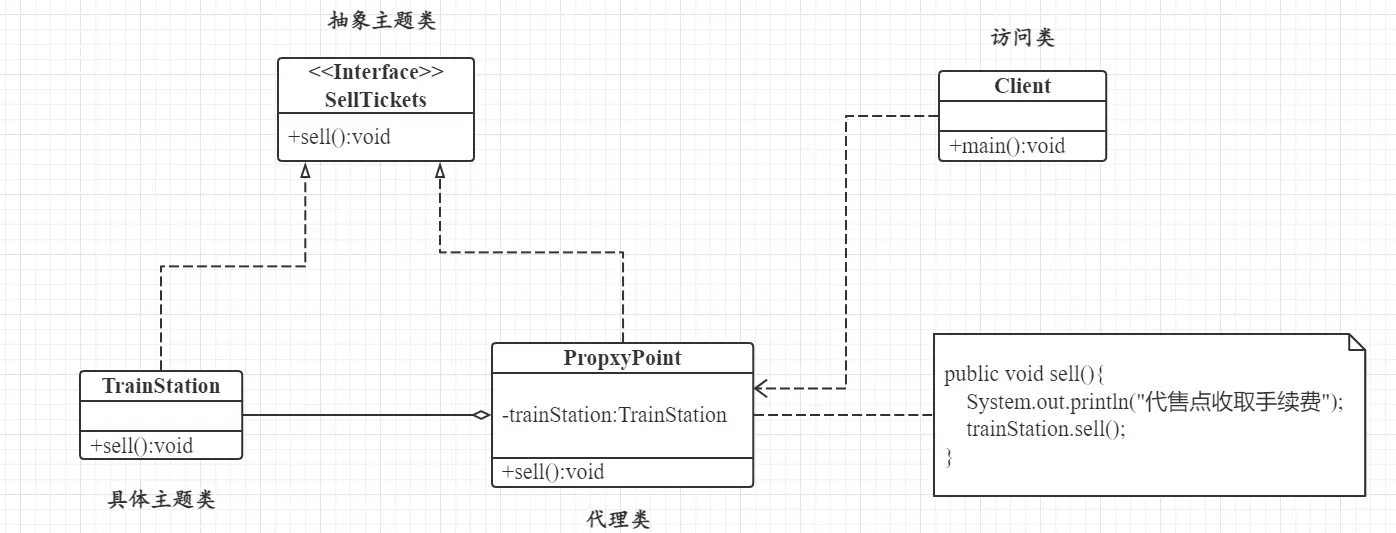 抽象主题类
<<Interface>>
SellTickets
+sell():void
访问类
Client
+main():void
TrainStation
+sell():void
具体主题类
PropxyPoint
-trainStation:TrainStation
+sell():void
代理类
public void sell(){
System.out.println("代售点收取手续费");
trainStation.sell();
}